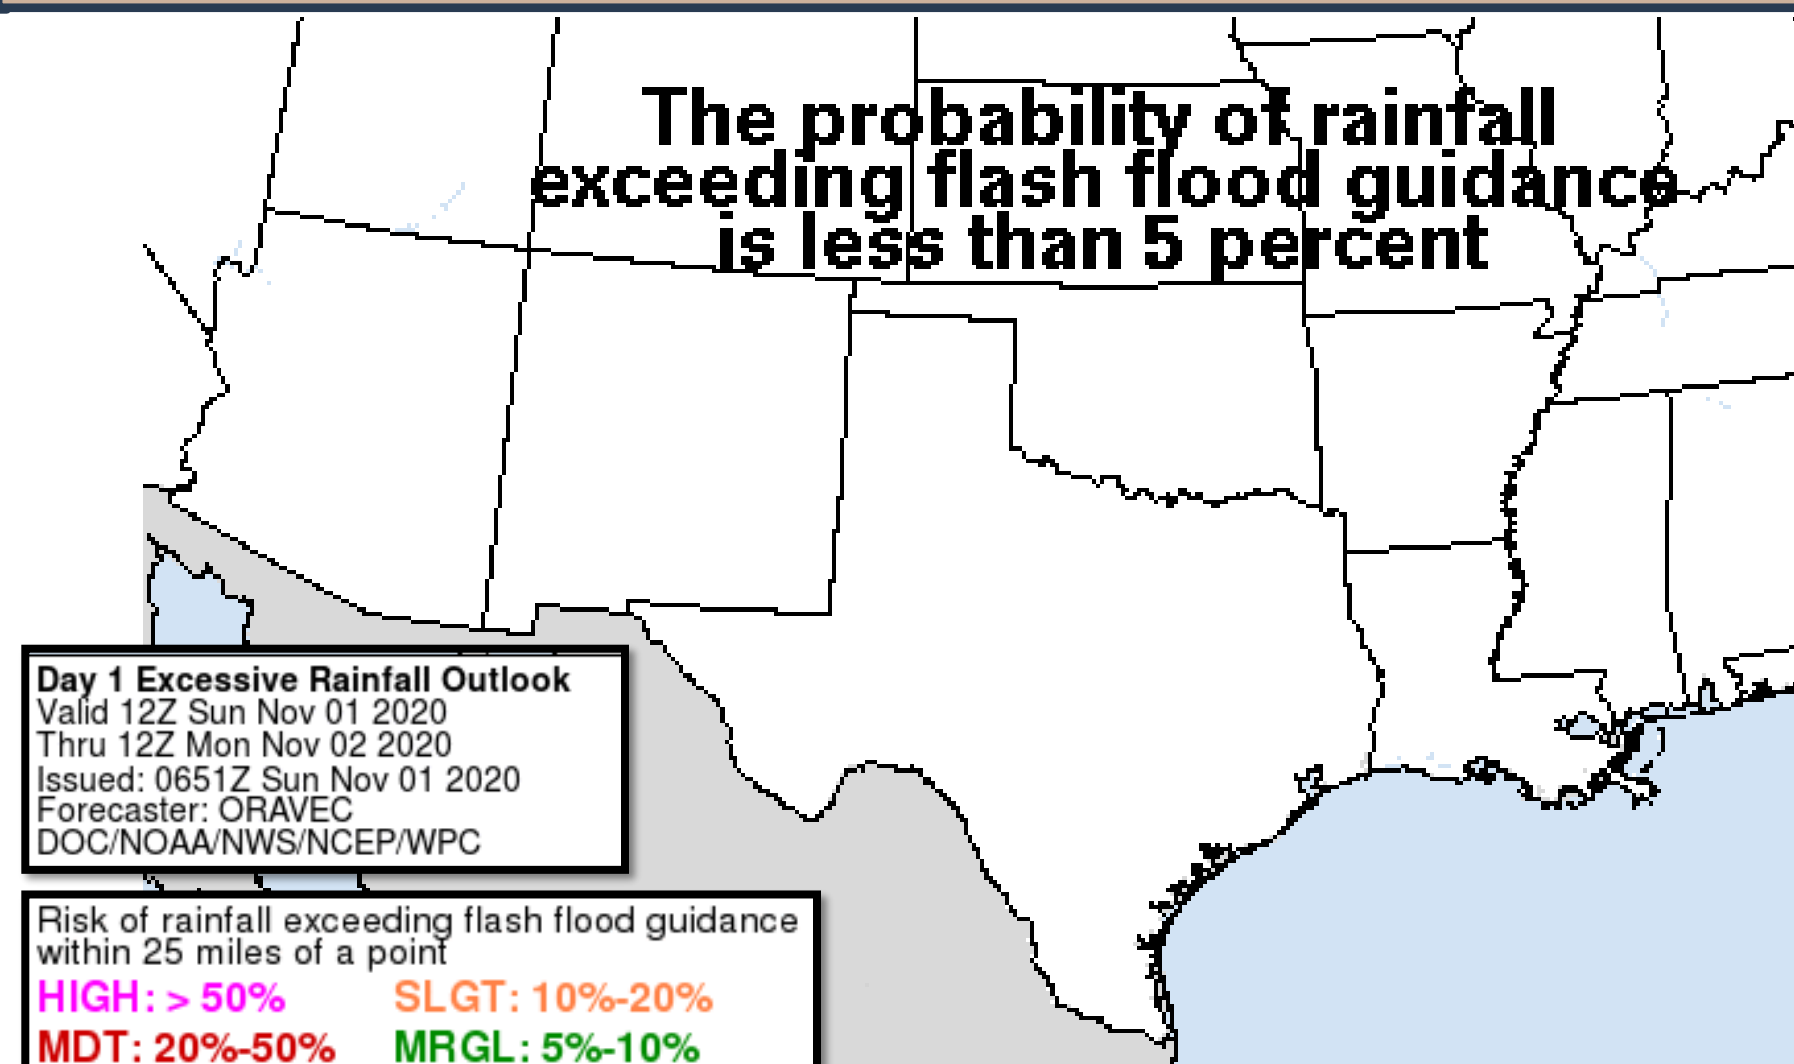 The probability of rainfall
exceeding flash flood guidance
is less than 5 percent
Day 1 Excessive Rainfall Outlook
Valid 12Z Sun Nov 01 2020
Thru 12Z Mon Nov 02 2020
Issued: 0651Z Sun Nov 01 2020
Forecaster: ORAVEC
DOC/NOAA/NWS/NCEP/WPC
Risk of rainfall exceeding flash flood guidance
within 25 miles of a point
HIGH: > 50% SLGT: 10%-20%
MDT: 20%-50% MRGL: 5%-10%